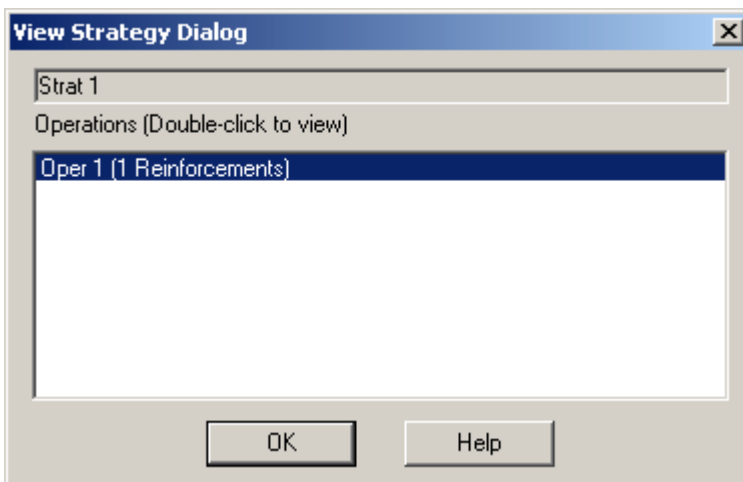 View Strategy Dialog
Strat 1
Operations (Double-click to view)
Oper 1 (1 Reinforcements)
OK
Help